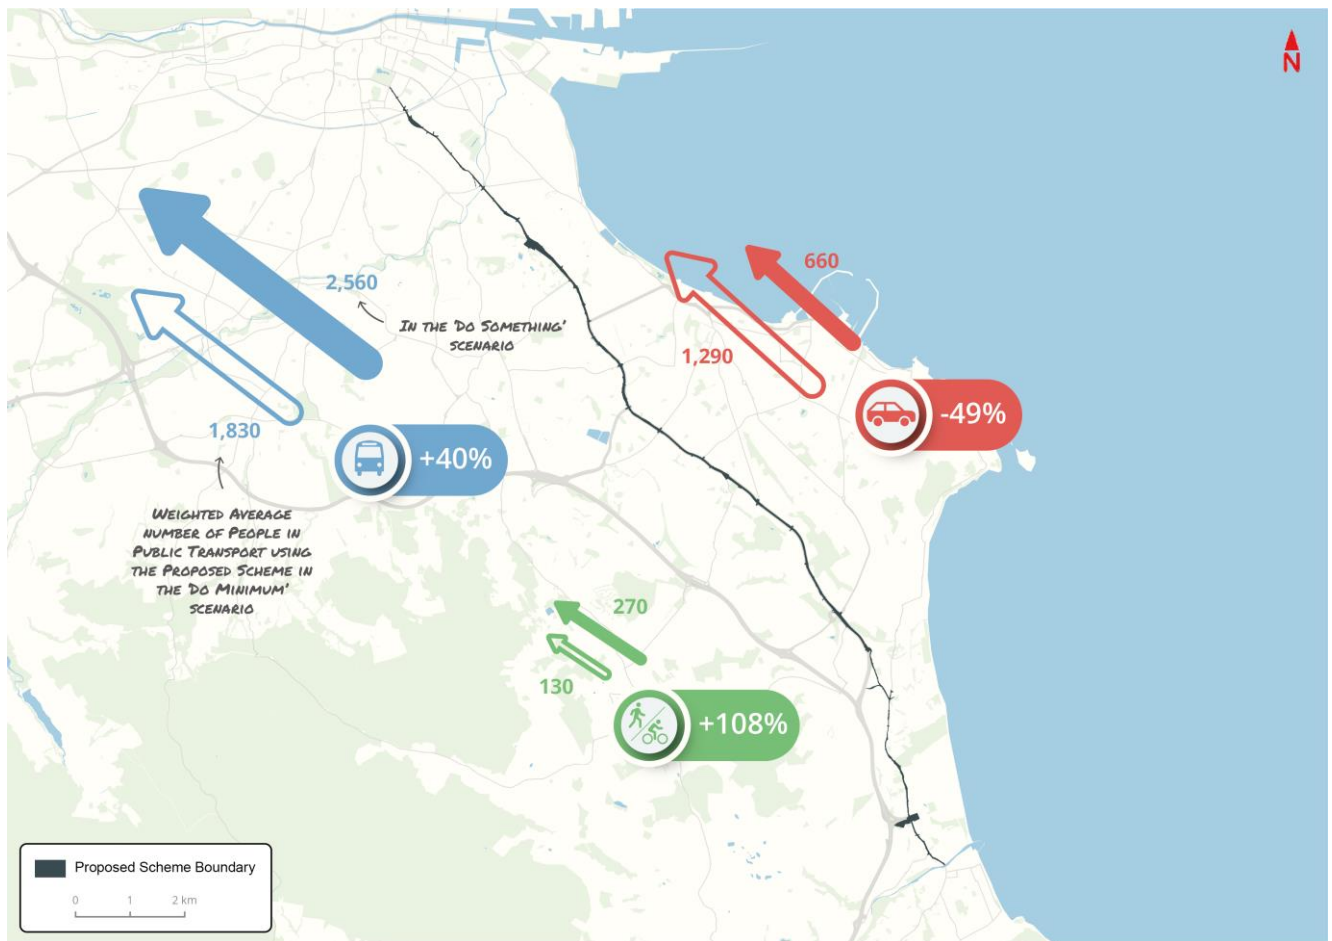 N
660
2,560
IN THE 'DO SOMETHING'
SCENARIO
1,290
-49%
1,830
+40%
WEIGHTED AVERAGE
NUMBER OF PEOPLE IN
PUBLIC TRANSPORT USING
THE PROPOSED SCHEME IN
THE 'DO MINIMUM'
SCENARIO
270
130
+108%
Proposed Scheme Boundary
0 1 2 km